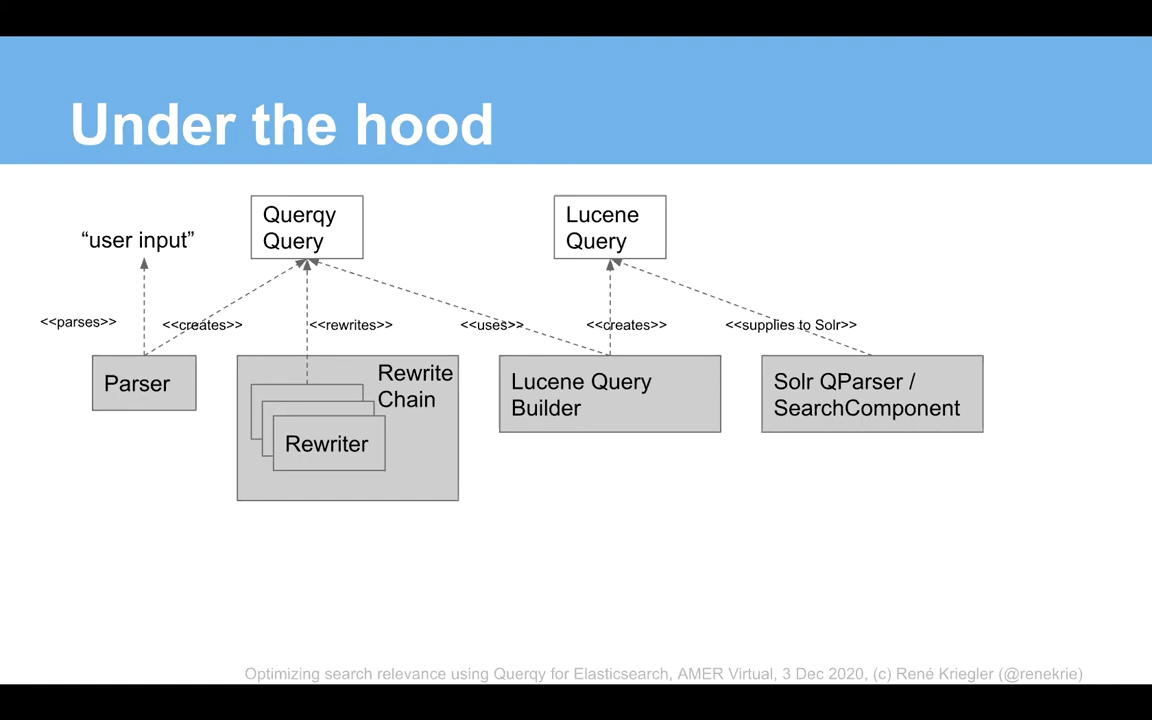 Under the hood
“user input”
Querqy
Query
Lucene
Query
<<parses>>
<<creates>>
<<rewrites>>
<<uses>>
<<creates>>
<<supplies to Solr>>
Parser
Rewrite
Chain
Rewriter
Lucene Query
Builder
Solr QParser /
SearchComponent
Optimizing search relevance using Querqy for Elasticsearch, AMER Virtual, 3 Dec 2020, (c) René Kriegler (@renekrie)